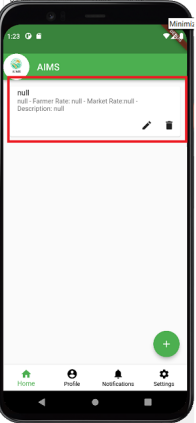 Minimiz
1:23
AIMS
null
null - Farmer Rate: null - Market Rate:null -
Description: null
+
Home Profile Notifications Settings